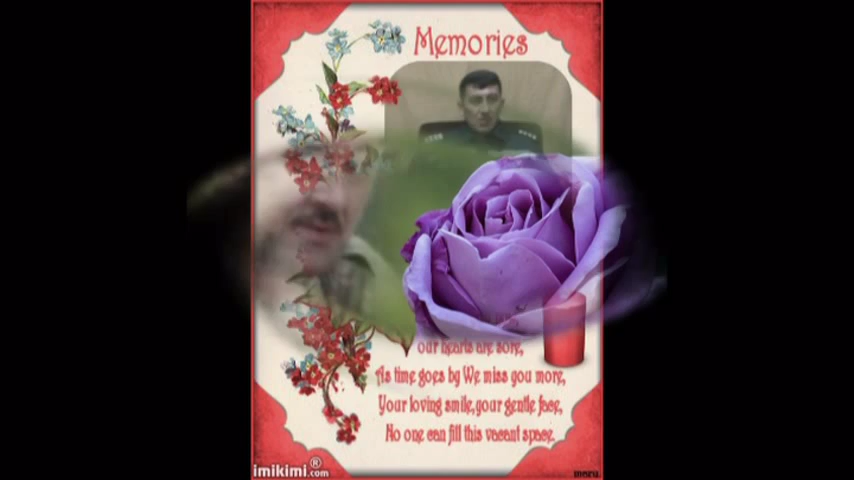 Memories
our hearts are sore,
As time goes by We miss you more,
Your loving smile,your gentle face,
No one can fill this vacant space.
imikimi®.com
maru